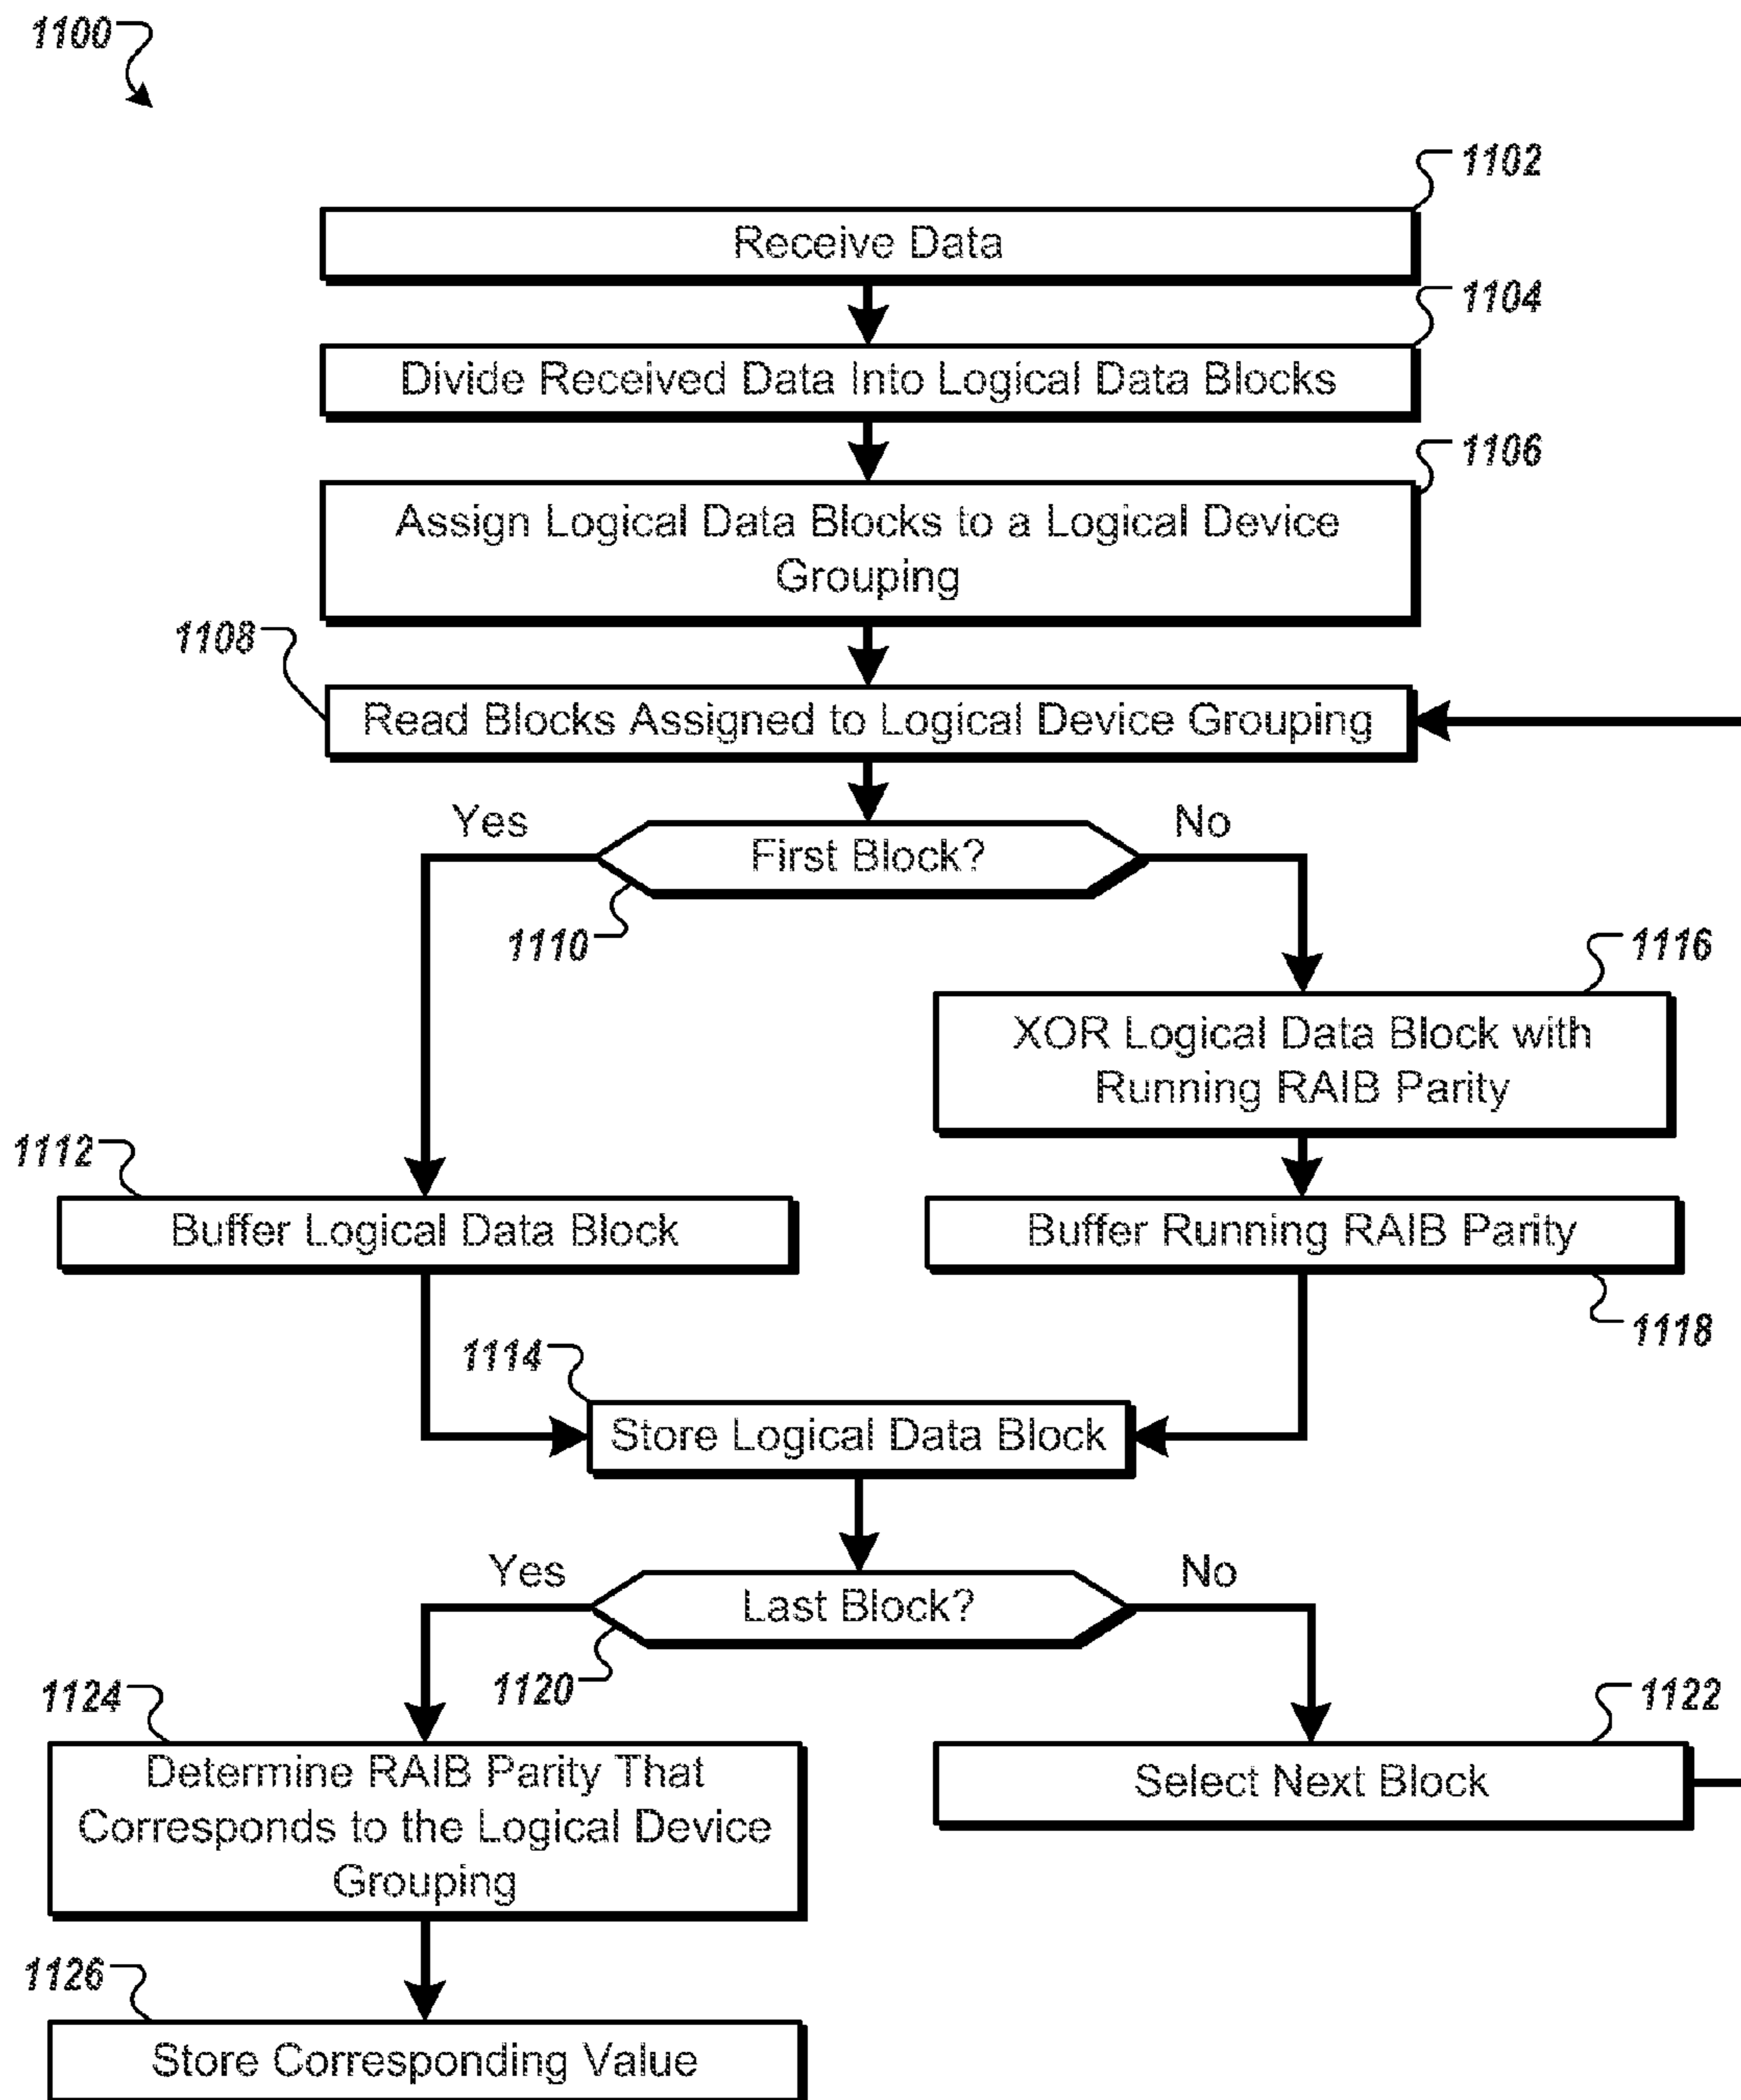 1100
1102
Receive Data
1104
Divide Received Data Into Logical Data Blocks
1106
Assign Logical Data Blocks to a Logical Device
Grouping
1108
Read Blocks Assigned to Logical Device Grouping
Yes
No
First Block?
1110
1116
XOR Logical Data Block with
Running RAIB Parity
1112
Buffer Logical Data Block
Buffer Running RAIB Parity
1118
1114
Store Logical Data Block
Yes
No
Last Block?
1120
1124
1122
Determine RAIB Parity That
Corresponds to the Logical Device
Grouping
Select Next Block
1126
Store Corresponding Value